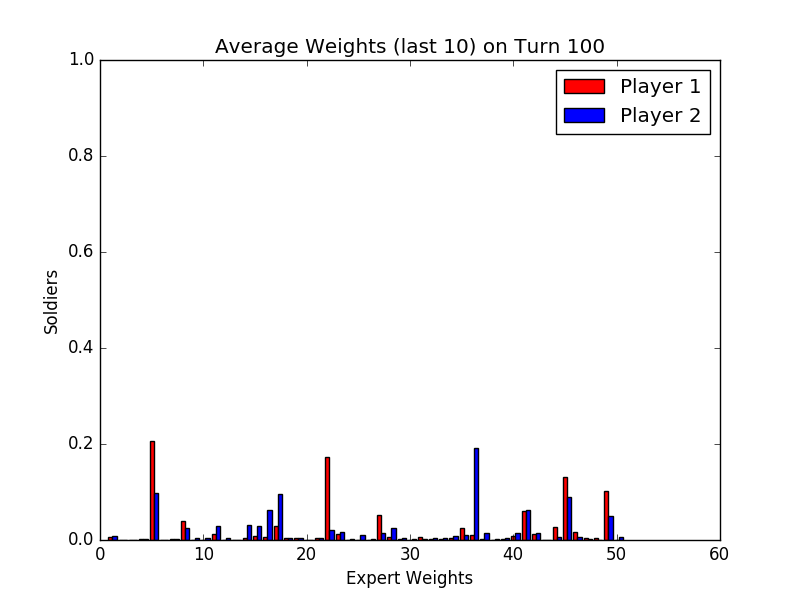 Average Weights (last 10) on Turn 100
1.0
0.8
0.6
0.4
0.2
0.0
Soldiers
Player 1
Player 2
0 10 20 30 40 50 60
Expert Weights